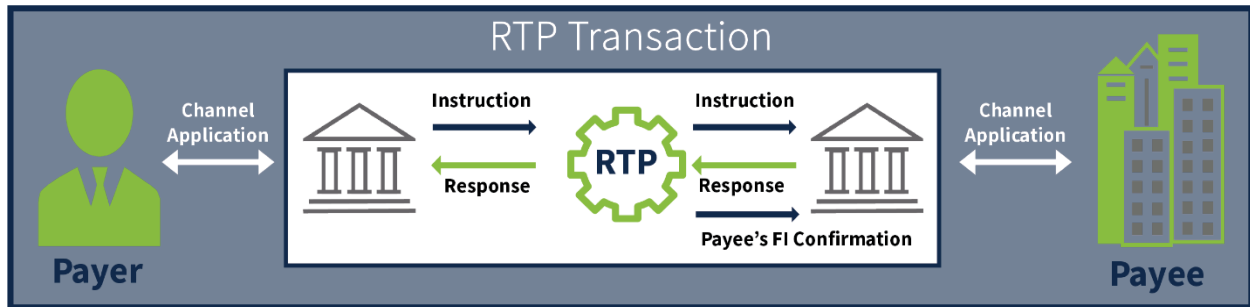 RTP Transaction
Channel
Application
Instruction
Instruction
Channel
Application
RTP
Response
Response
Payee's FI Confirmation
Payer
Payee